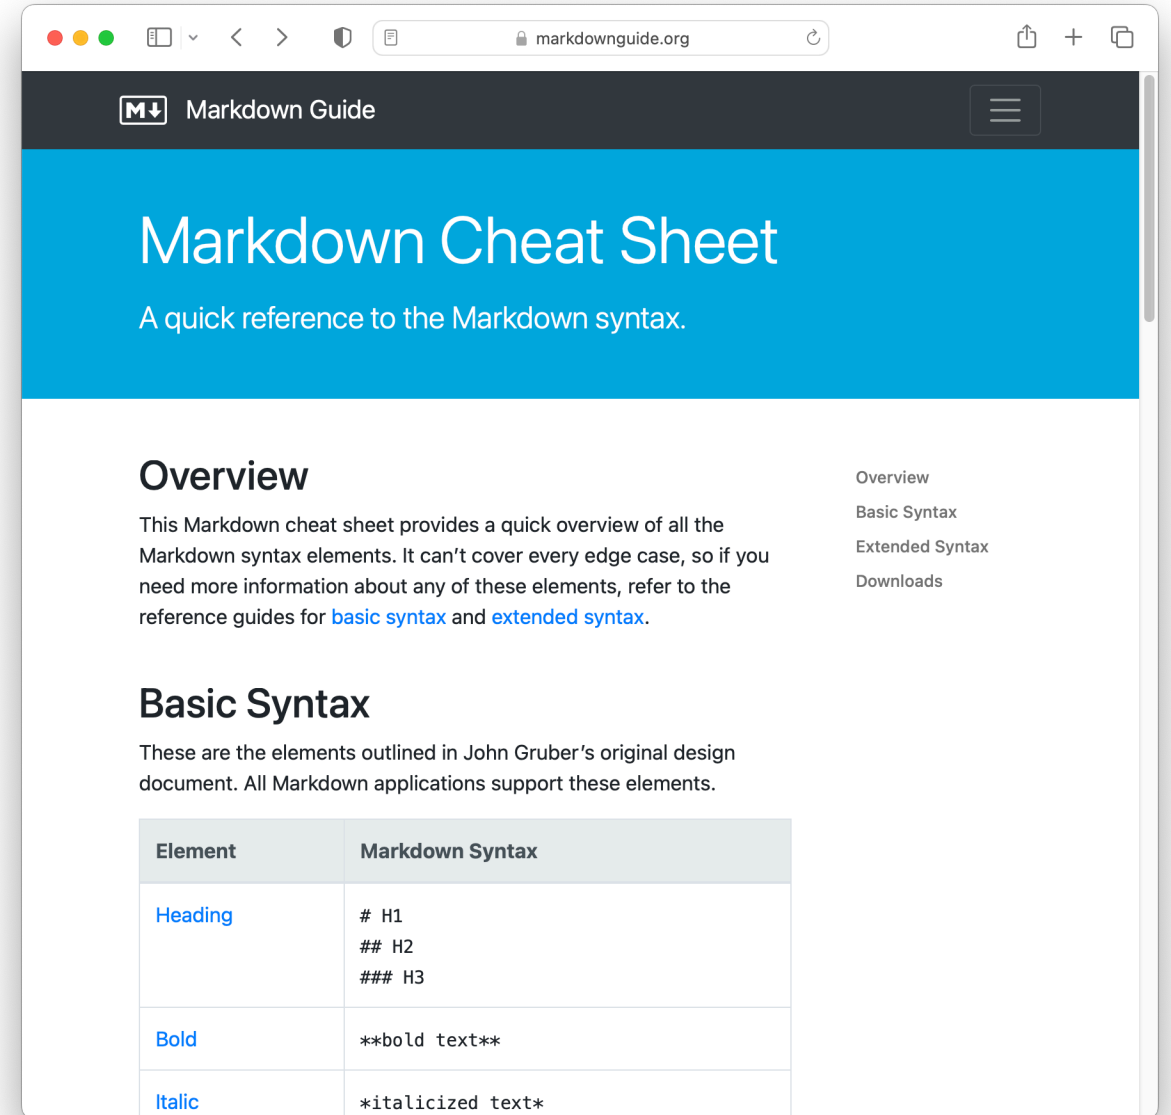 markdownguide.org
M
Markdown Guide
Markdown Cheat Sheet
A quick reference to the Markdown syntax.
Overview
This Markdown cheat sheet provides a quick overview of all the
Markdown syntax elements. It can’t cover every edge case, so if you
need more information about any of these elements, refer to the
reference guides for basic syntax and extended syntax.
Overview
Basic Syntax
Extended Syntax
Downloads
Basic Syntax
These are the elements outlined in John Gruber’s original design
document. All Markdown applications support these elements.
Element Markdown Syntax
Heading # H1
## H2
### H3
Bold **bold text**
Italic *italicized text*